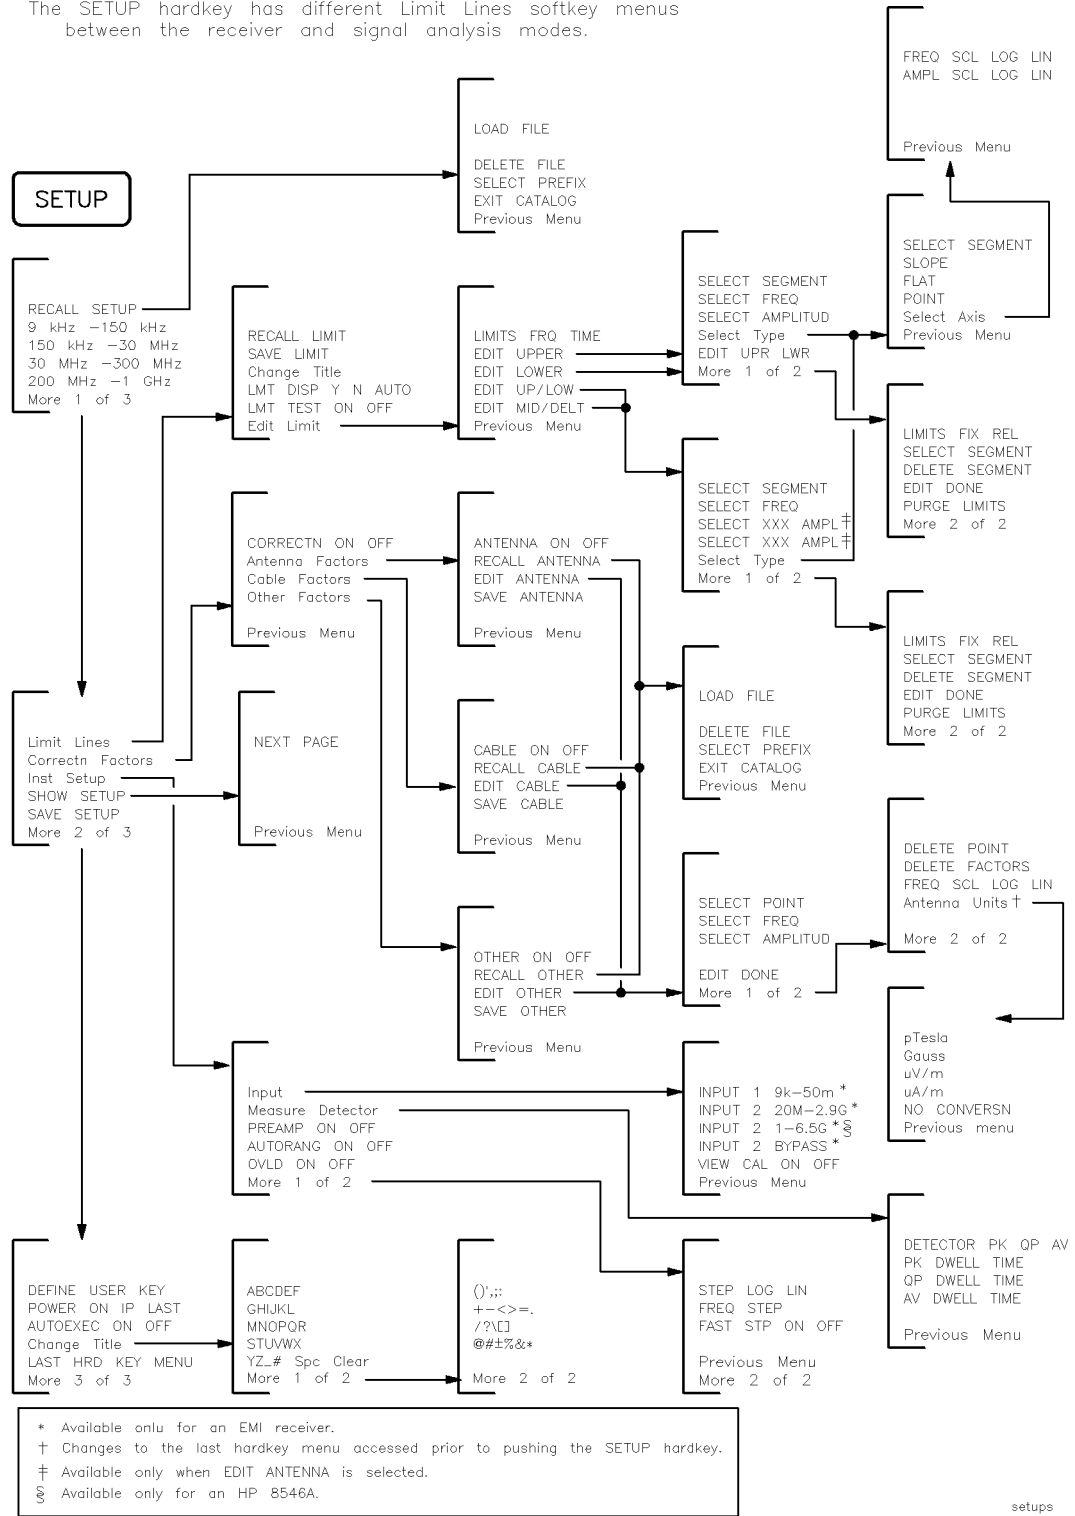 The SETUP hardkey has different Limit Lines softkey menus
between the receiver and signal analysis modes.
SETUP
RECALL SETUP
9 kHz –150 kHz
150 kHz –30 MHz
30 MHz –300 MHz
200 MHz –1 GHz
More 1 of 3
Limit Lines
Correctn Factors
Inst Setup
SHOW SETUP
SAVE SETUP
More 2 of 3
DEFINE USER KEY
POWER ON IP LAST
AUTOEXEC ON OFF
Change Title
LAST HRD KEY MENU
More 3 of 3
RECALL LIMIT
SAVE LIMIT
Change Title
LMT DISP Y N AUTO
LMT TEST ON OFF
Edit Limit
CORRECTN ON OFF
Antenna Factors
Cable Factors
Other Factors
Previous Menu
NEXT PAGE
Previous Menu
Input
Measure Detector
PREAMP ON OFF
AUTORANG ON OFF
OVLD ON OFF
More 1 of 2
ABCDEF
GHIJKL
MNOPQR
STUVWX
YZ_# Spc Clear
More 1 of 2
LOAD FILE
DELETE FILE
SELECT PREFIX
EXIT CATALOG
Previous Menu
LIMITS FRQ TIME
EDIT UPPER
EDIT LOWER
EDIT UP/LOW
EDIT MID/DELT
Previous Menu
ANTENNA ON OFF
RECALL ANTENNA
EDIT ANTENNA
SAVE ANTENNA
Previous Menu
CABLE ON OFF
RECALL CABLE
EDIT CABLE
SAVE CABLE
Previous Menu
OTHER ON OFF
RECALL OTHER
EDIT OTHER
SAVE OTHER
Previous Menu
()',;:
+–<>=.
/?\[]
@#±%&*
More 2 of 2
SELECT SEGMENT
SELECT FREQ
SELECT AMPLITUD
Select Type
EDIT UPR LWR
More 1 of 2
SELECT SEGMENT
SELECT FREQ
SELECT XXX AMPL‡
SELECT XXX AMPL‡
Select Type
More 1 of 2
LOAD FILE
DELETE FILE
SELECT PREFIX
EXIT CATALOG
Previous Menu
SELECT POINT
SELECT FREQ
SELECT AMPLITUD
EDIT DONE
More 1 of 2
INPUT 1 9k–50m *
INPUT 2 20M–2.9G *
INPUT 2 1–6.5G * §
INPUT 2 BYPASS *
VIEW CAL ON OFF
Previous Menu
STEP LOG LIN
FREQ STEP
FAST STP ON OFF
Previous Menu
More 2 of 2
FREQ SCL LOG LIN
AMPL SCL LOG LIN
Previous Menu
SELECT SEGMENT
SLOPE
FLAT
POINT
Select Axis
Previous Menu
LIMITS FIX REL
SELECT SEGMENT
DELETE SEGMENT
EDIT DONE
PURGE LIMITS
More 2 of 2
LIMITS FIX REL
SELECT SEGMENT
DELETE SEGMENT
EDIT DONE
PURGE LIMITS
More 2 of 2
DELETE POINT
DELETE FACTORS
FREQ SCL LOG LIN
Antenna Units †
More 2 of 2
pTesla
Gauss
uV/m
uA/m
NO CONVERSN
Previous menu
DETECTOR PK QP AV
PK DWELL TIME
QP DWELL TIME
AV DWELL TIME
Previous Menu
* Available onlu for an EMI receiver.
† Changes to the last hardkey menu accessed prior to pushing the SETUP hardkey.
‡ Available only when EDIT ANTENNA is selected.
§ Available only for an HP 8546A.
setups